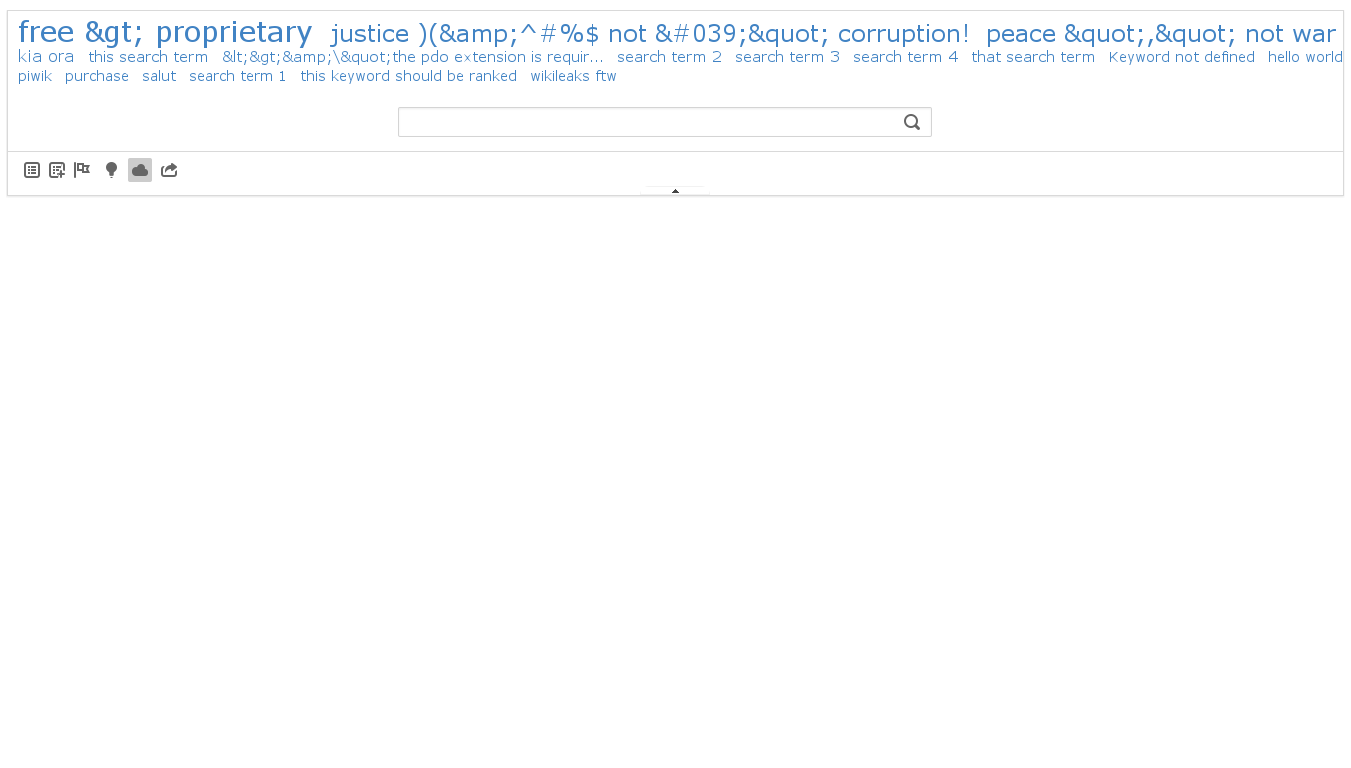 free &gt; proprietary justice )(&amp;^#%$ not &#039;&quot; corruption! peace &quot;,&quot; not war
kia ora this search term &lt;&gt;&amp;\&quot;the pdo extension is requir... search term 2 search term 3 search term 4 that search term Keyword not defined hello world
piwik purchase salut search term 1 this keyword should be ranked wikileaks ftw